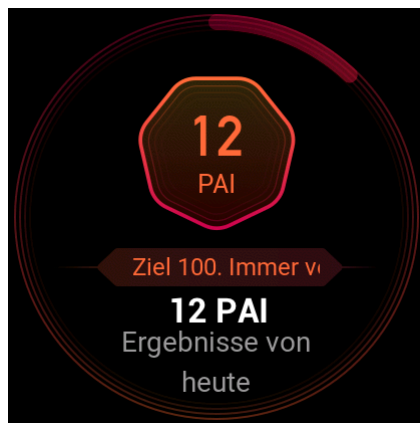 12
PAI
Ziel 100. Immer
12 PAI
Ergebnisse von
heute